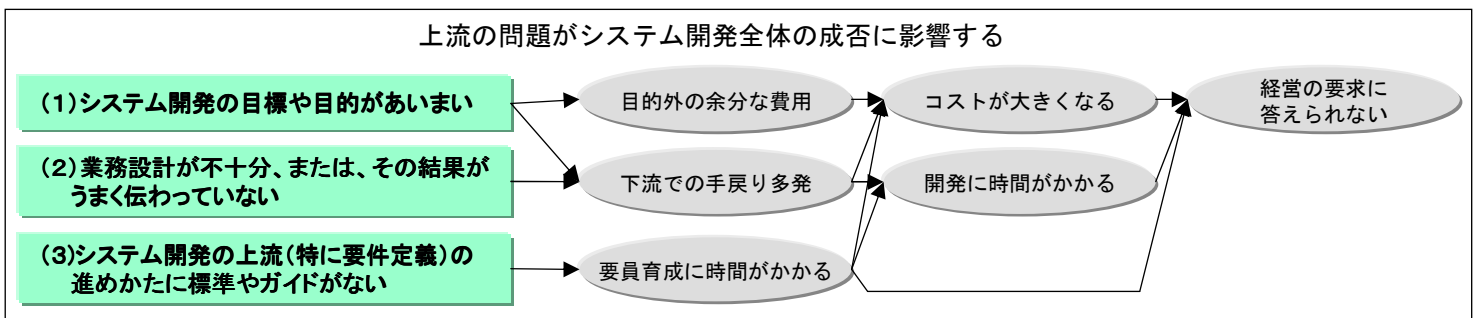 上流の問題がシステム開発全体の成否に影響する
(1)システム開発の目標や目的があいまい
目的外の余分な費用
コストが大きくなる
経営の要求に
答えられない
(2)業務設計が不十分、または、その結果が
うまく伝わっていない
下流での手戻り多発
開発に時間がかかる
(3)システム開発の上流(特に要件定義)の
進めかたに標準やガイドがない
要員育成に時間がかかる